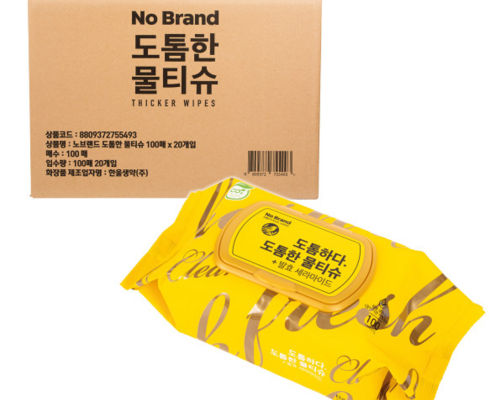 No Brand
도톰한
물티슈
THICKER WIPES
상품코드 : 8809372755493
상품명 : 노브랜드 도톰한 물티슈 100매 x 20개입
매수 : 100 매
입수량 : 100매 20개입
화장품 제조업자명 : 한울생약(주)
No Brand
도톰하다.
도톰한 물티슈
+ 발효 세라마이드
Clean
fresh
100
도톰하다.
도톰한 물티슈